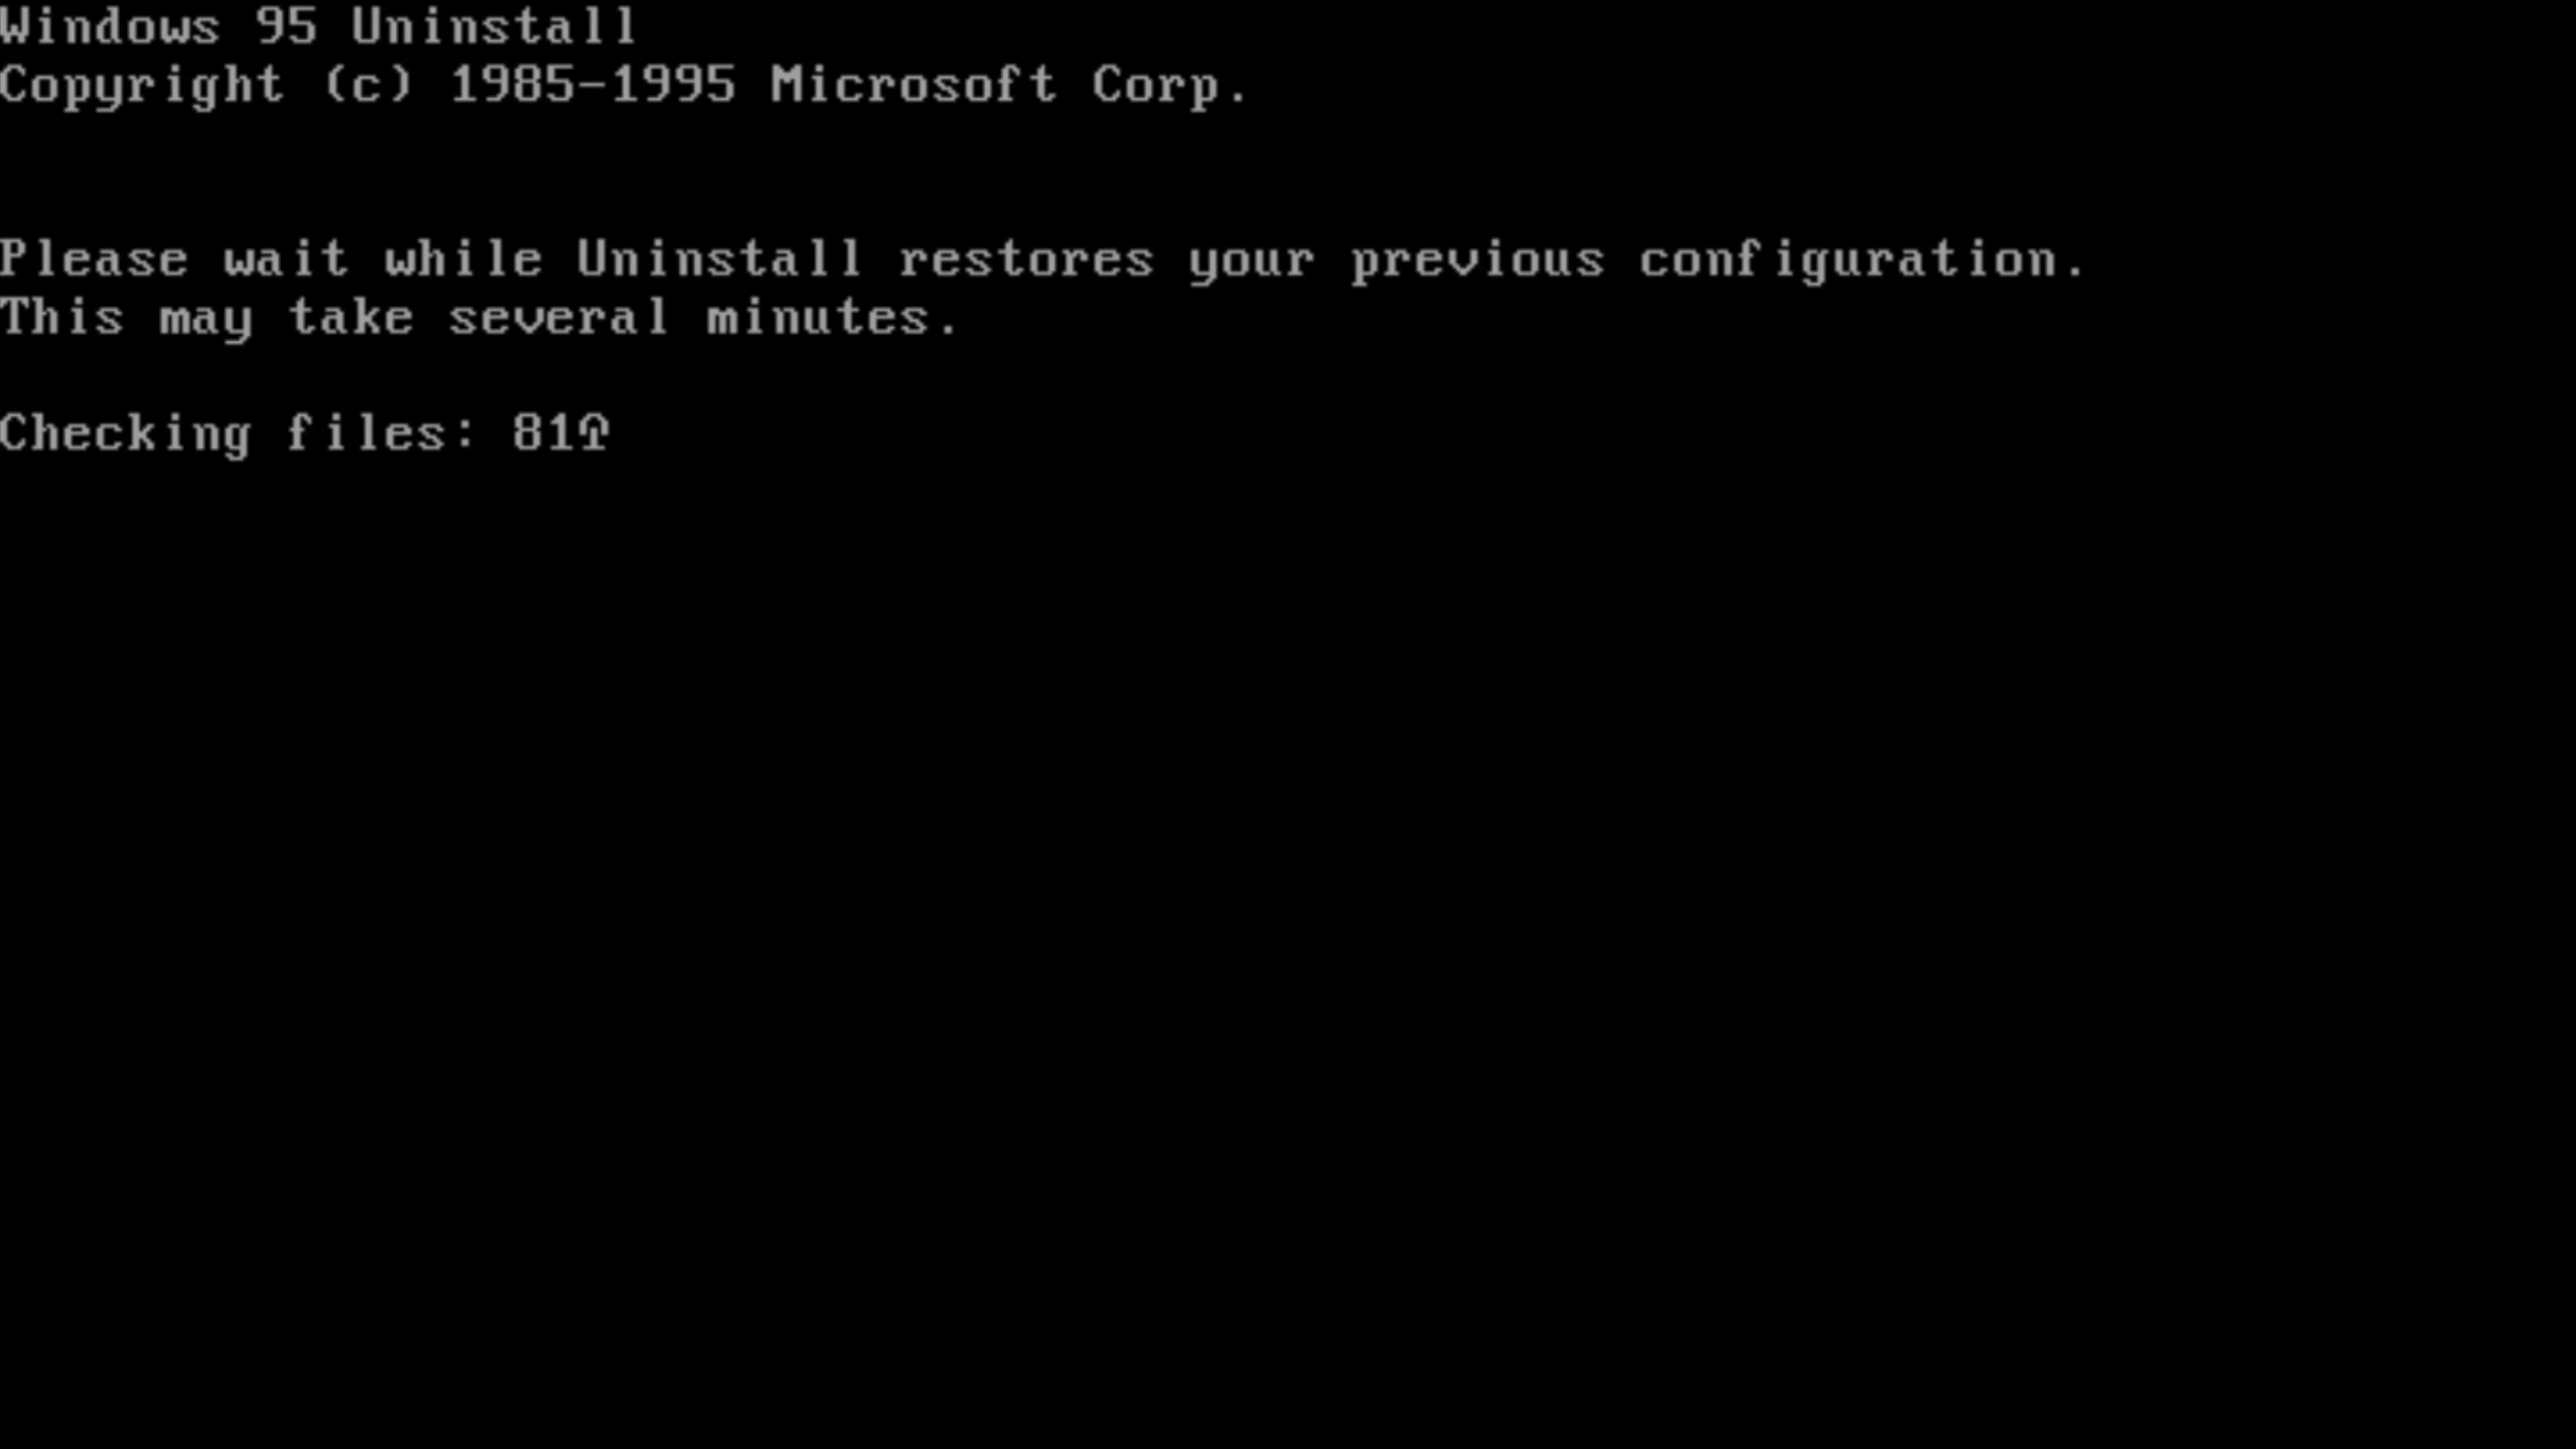 Windows 95 Uninstall
Copyright (c) 1985-1995 Microsoft Corp.
Please wait while Uninstall restores your previous configuration.
This may take several minutes.
Checking files: 81